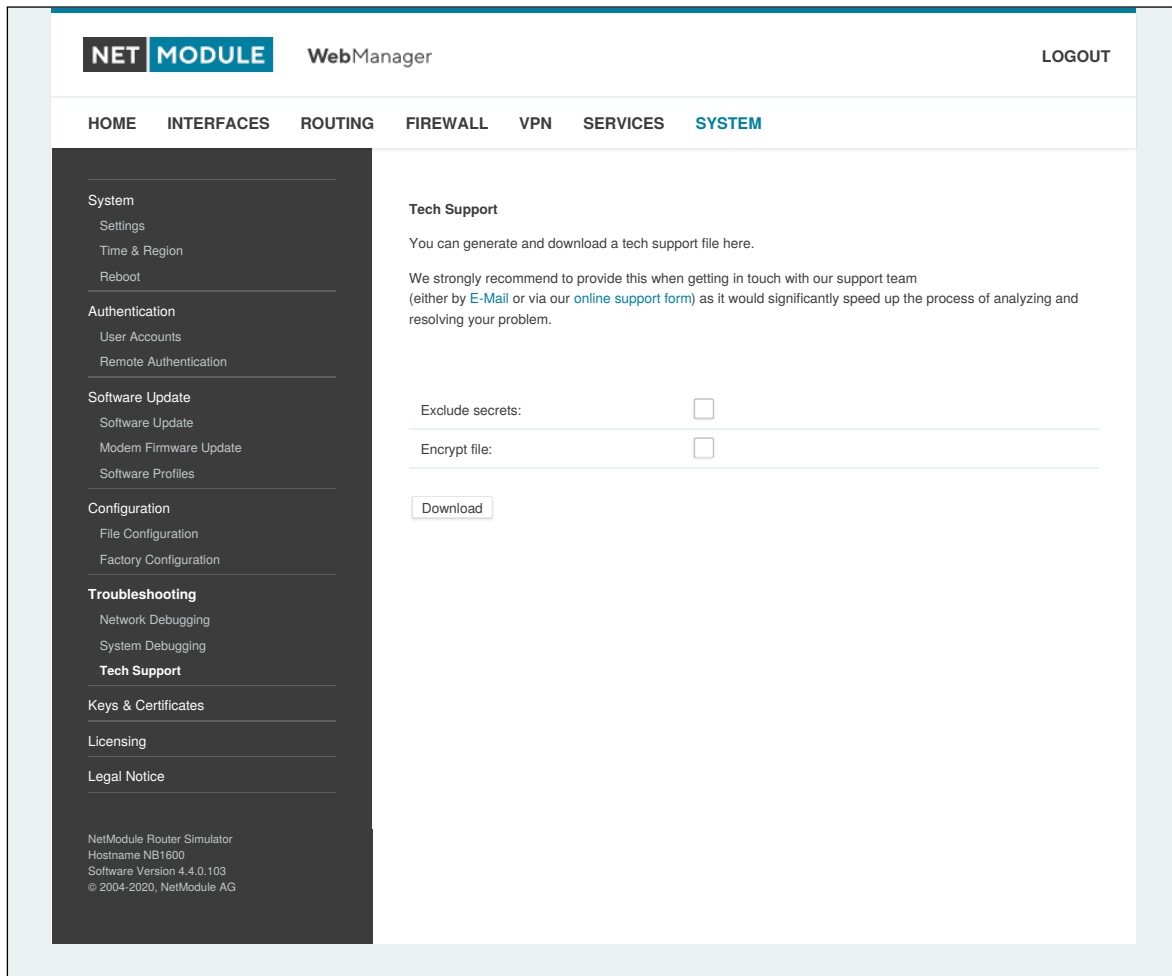 NET MODULE WebManager LOGOUT
HOME INTERFACES ROUTING FIREWALL VPN SERVICES SYSTEM
System
Settings
Time & Region
Reboot
Authentication
User Accounts
Remote Authentication
Software Update
Software Update
Modem Firmware Update
Software Profiles
Configuration
File Configuration
Factory Configuration
Troubleshooting
Network Debugging
System Debugging
Tech Support
Keys & Certificates
Licensing
Legal Notice
NetModule Router Simulator
Hostname NB1600
Software Version 4.4.0.103
© 2004-2020, NetModule AG
Tech Support
You can generate and download a tech support file here.
We strongly recommend to provide this when getting in touch with our support team
(either by E-Mail or via our online support form) as it would significantly speed up the process of analyzing and
resolving your problem.
Exclude secrets:
Encrypt file:
Download